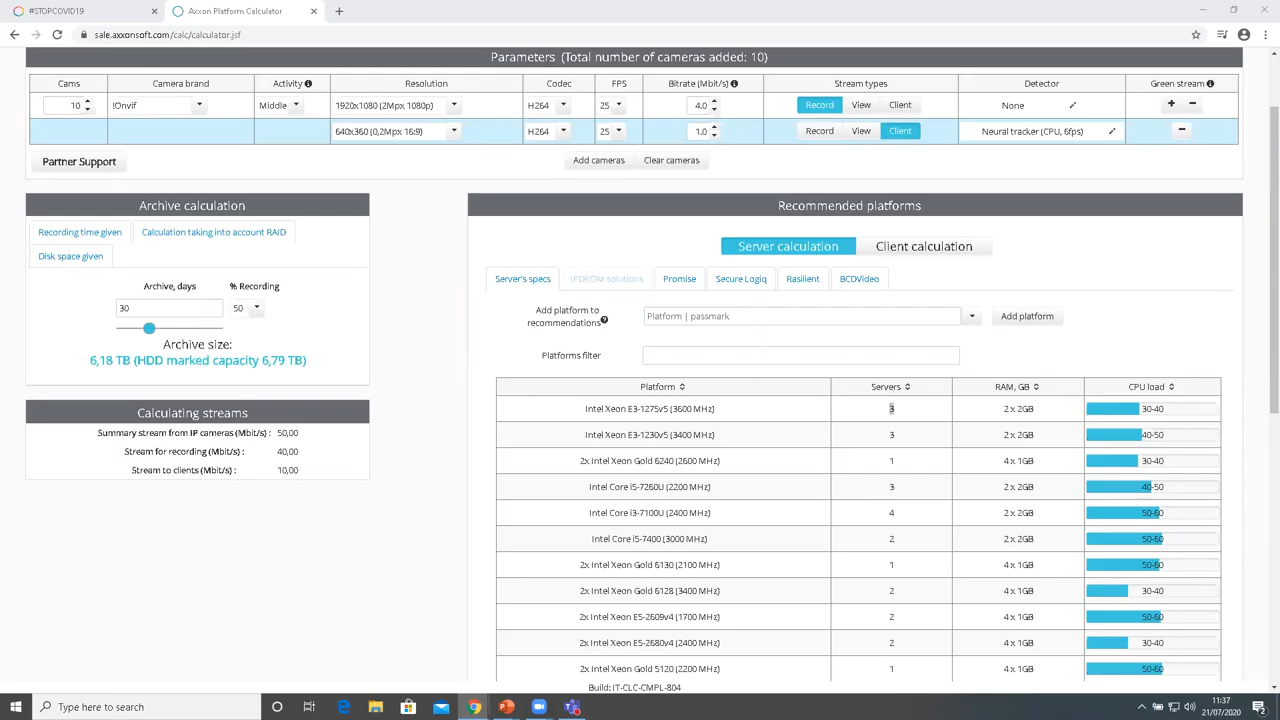 #STOPCOVID19
Axxon Platform Calculator
sale.axxonsoft.com/calc/calculator.jsf
Parameters (Total number of cameras added: 10)
Cams Camera brand Activity Resolution Codec FPS Bitrate (Mbit/s) Stream types Detector Green stream
10 !Onvif Middle 1920x1080 (2Mpx 1080p) H264 25 4.0 Record View Client None + −
640x360 (0,2Mpx 16:9) H264 25 1.0 Record View Client Neural tracker (CPU, 6fps) −
Partner Support Add cameras Clear cameras
Archive calculation
Recording time given Calculation taking into account RAID
Disk space given
Archive, days % Recording
30 50
Archive size:
6,18 TB (HDD marked capacity 6,79 TB)
Calculating streams
Summary stream from IP cameras (Mbit/s) : 50,00
Stream for recording (Mbit/s) : 40,00
Stream to clients (Mbit/s) : 10,00
Recommended platforms
Server calculation Client calculation
Server's specs IPDROM solutions Promise Secure Logiq Rasilient BCDVideo
Add platform to recommendations Platform | passmark Add platform
Platforms filter
Platform Servers RAM, GB CPU load
Intel Xeon E3-1275v5 (3600 MHz) 3 2 x 2GB 30-40
Intel Xeon E3-1230v5 (3400 MHz) 3 2 x 2GB 40-50
2x Intel Xeon Gold 6240 (2600 MHz) 1 4 x 1GB 30-40
Intel Core i5-7260U (2200 MHz) 3 2 x 2GB 40-50
Intel Core i3-7100U (2400 MHz) 4 2 x 2GB 50-60
Intel Core i5-7400 (3000 MHz) 2 2 x 2GB 50-60
2x Intel Xeon Gold 6130 (2100 MHz) 1 4 x 1GB 50-60
2x Intel Xeon Gold 6128 (3400 MHz) 2 4 x 1GB 30-40
2x Intel Xeon E5-2609v4 (1700 MHz) 2 4 x 1GB 50-60
2x Intel Xeon E5-2680v4 (2400 MHz) 2 4 x 1GB 30-40
2x Intel Xeon Gold 5120 (2200 MHz) 1 4 x 1GB 50-60
Build: IT-CLC-CMPL-804
Type here to search
11:37
21/07/2020
2